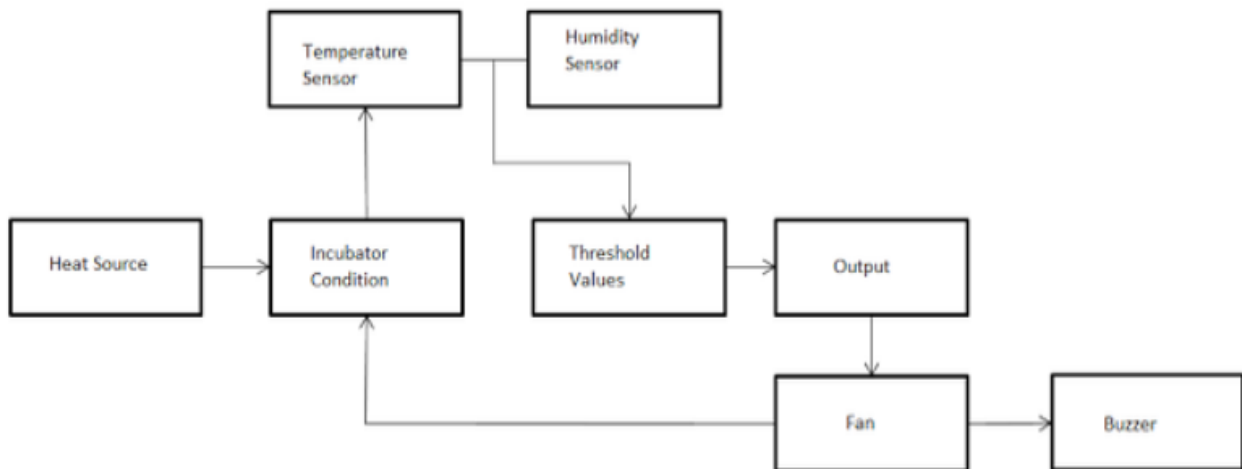 Temperature
Sensor
Humidity
Sensor
Heat Source
Incubator
Condition
Threshold
Values
Output
Fan
Buzzer